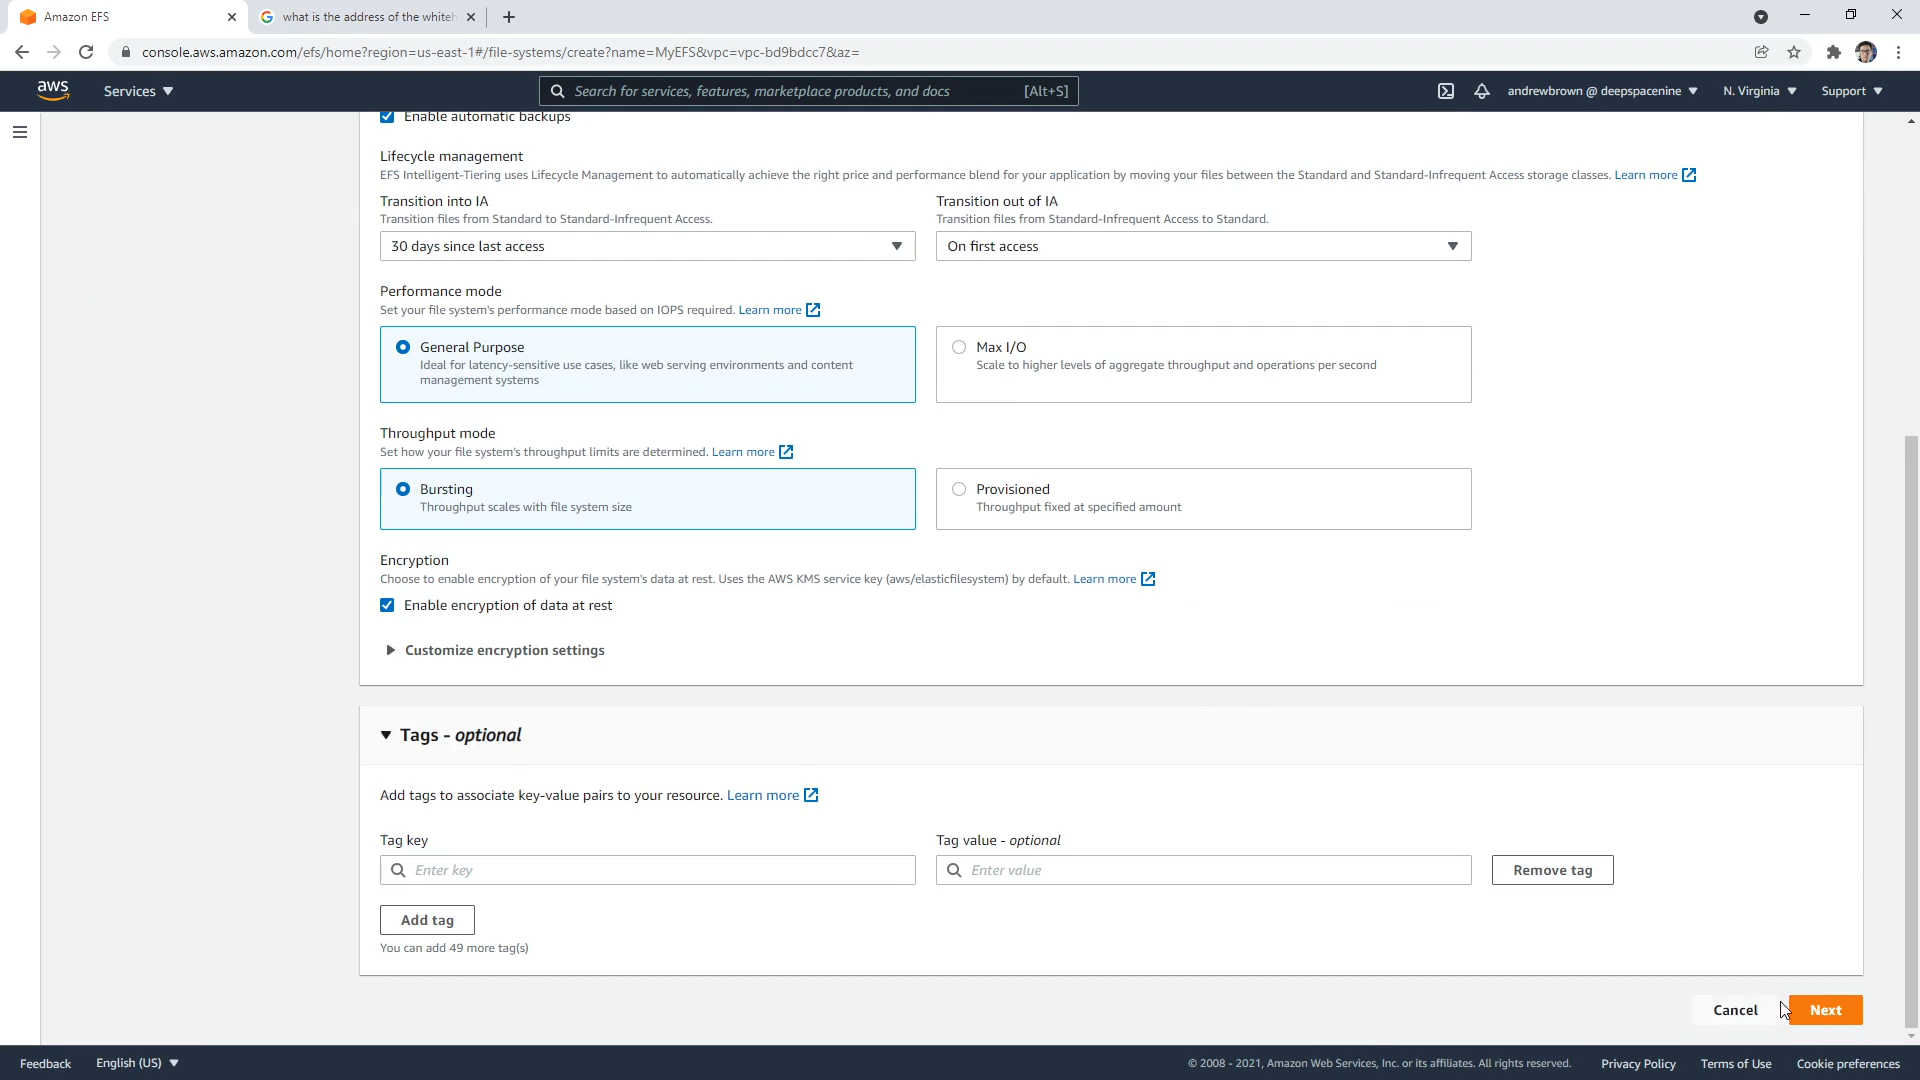 Amazon EFS
what is the address of the whiteh
console.aws.amazon.com/efs/home?region=us-east-1#/file-systems/create?name=MyEFS&vpc=vpc-bd9bdcc7&az=
aws
Services
Search for services, features, marketplace products, and docs
[Alt+S]
andrewbrown @ deepspacenine
N. Virginia
Support
Enable automatic backups
Lifecycle management
EFS Intelligent-Tiering uses Lifecycle Management to automatically achieve the right price and performance blend for your application by moving your files between the Standard and Standard-Infrequent Access storage classes. Learn more
Transition into IA
Transition files from Standard to Standard-Infrequent Access.
30 days since last access
Transition out of IA
Transition files from Standard-Infrequent Access to Standard.
On first access
Performance mode
Set your file system's performance mode based on IOPS required. Learn more
General Purpose
Ideal for latency-sensitive use cases, like web serving environments and content
management systems
Max I/O
Scale to higher levels of aggregate throughput and operations per second
Throughput mode
Set how your file system's throughput limits are determined. Learn more
Bursting
Throughput scales with file system size
Provisioned
Throughput fixed at specified amount
Encryption
Choose to enable encryption of your file system's data at rest. Uses the AWS KMS service key (aws/elasticfilesystem) by default. Learn more
Enable encryption of data at rest
Customize encryption settings
Tags - optional
Add tags to associate key-value pairs to your resource. Learn more
Tag key
Enter key
Tag value - optional
Enter value
Remove tag
Add tag
You can add 49 more tag(s)
Cancel
Next
Feedback
English (US)
© 2008 - 2021, Amazon Web Services, Inc. or its affiliates. All rights reserved.
Privacy Policy
Terms of Use
Cookie preferences